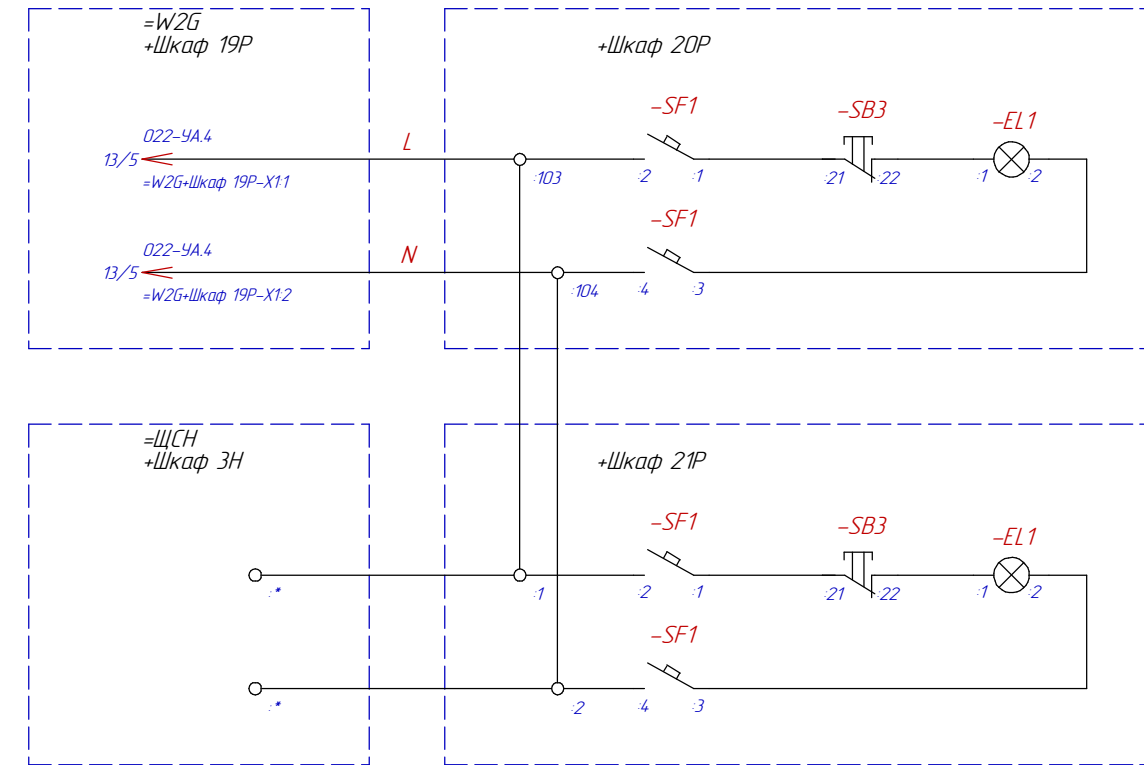 =W2G
+Шкаф 19Р
+Шкаф 20Р
-SF1
-SB3
-EL1
022-УА.4
L
13/5
=W2G+Шкаф 19Р-Х1:1
:103
:2
:1
:21
:22
:1
:2
-SF1
022-УА.4
N
13/5
=W2G+Шкаф 19Р-Х1:2
:104
:4
:3
=ЩСН
+Шкаф 3Н
+Шкаф 21Р
-SF1
-SB3
-EL1
:*
:1
:2
:1
:21
:22
:1
:2
-SF1
:*
:2
:4
:3